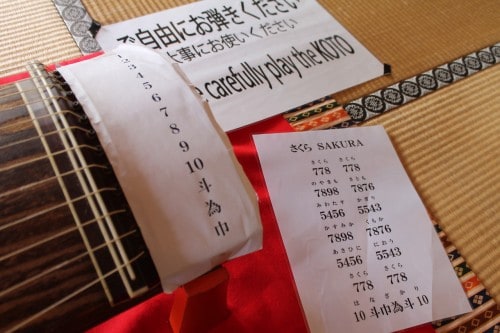 ご自由にお弾きください
大事にお使いください
carefully play the KOTO
3
4
5
6
7
8
9
10
斗
為
巾
さくら SAKURA
さくら さくら
778 778
のやまも さとも
7898 7876
みわたす かぎり
5456 5543
かすみか くもか
7898 7876
あさひに におう
5456 5543
さくら さくら
778 778
はなざかり
10 斗巾為斗 10